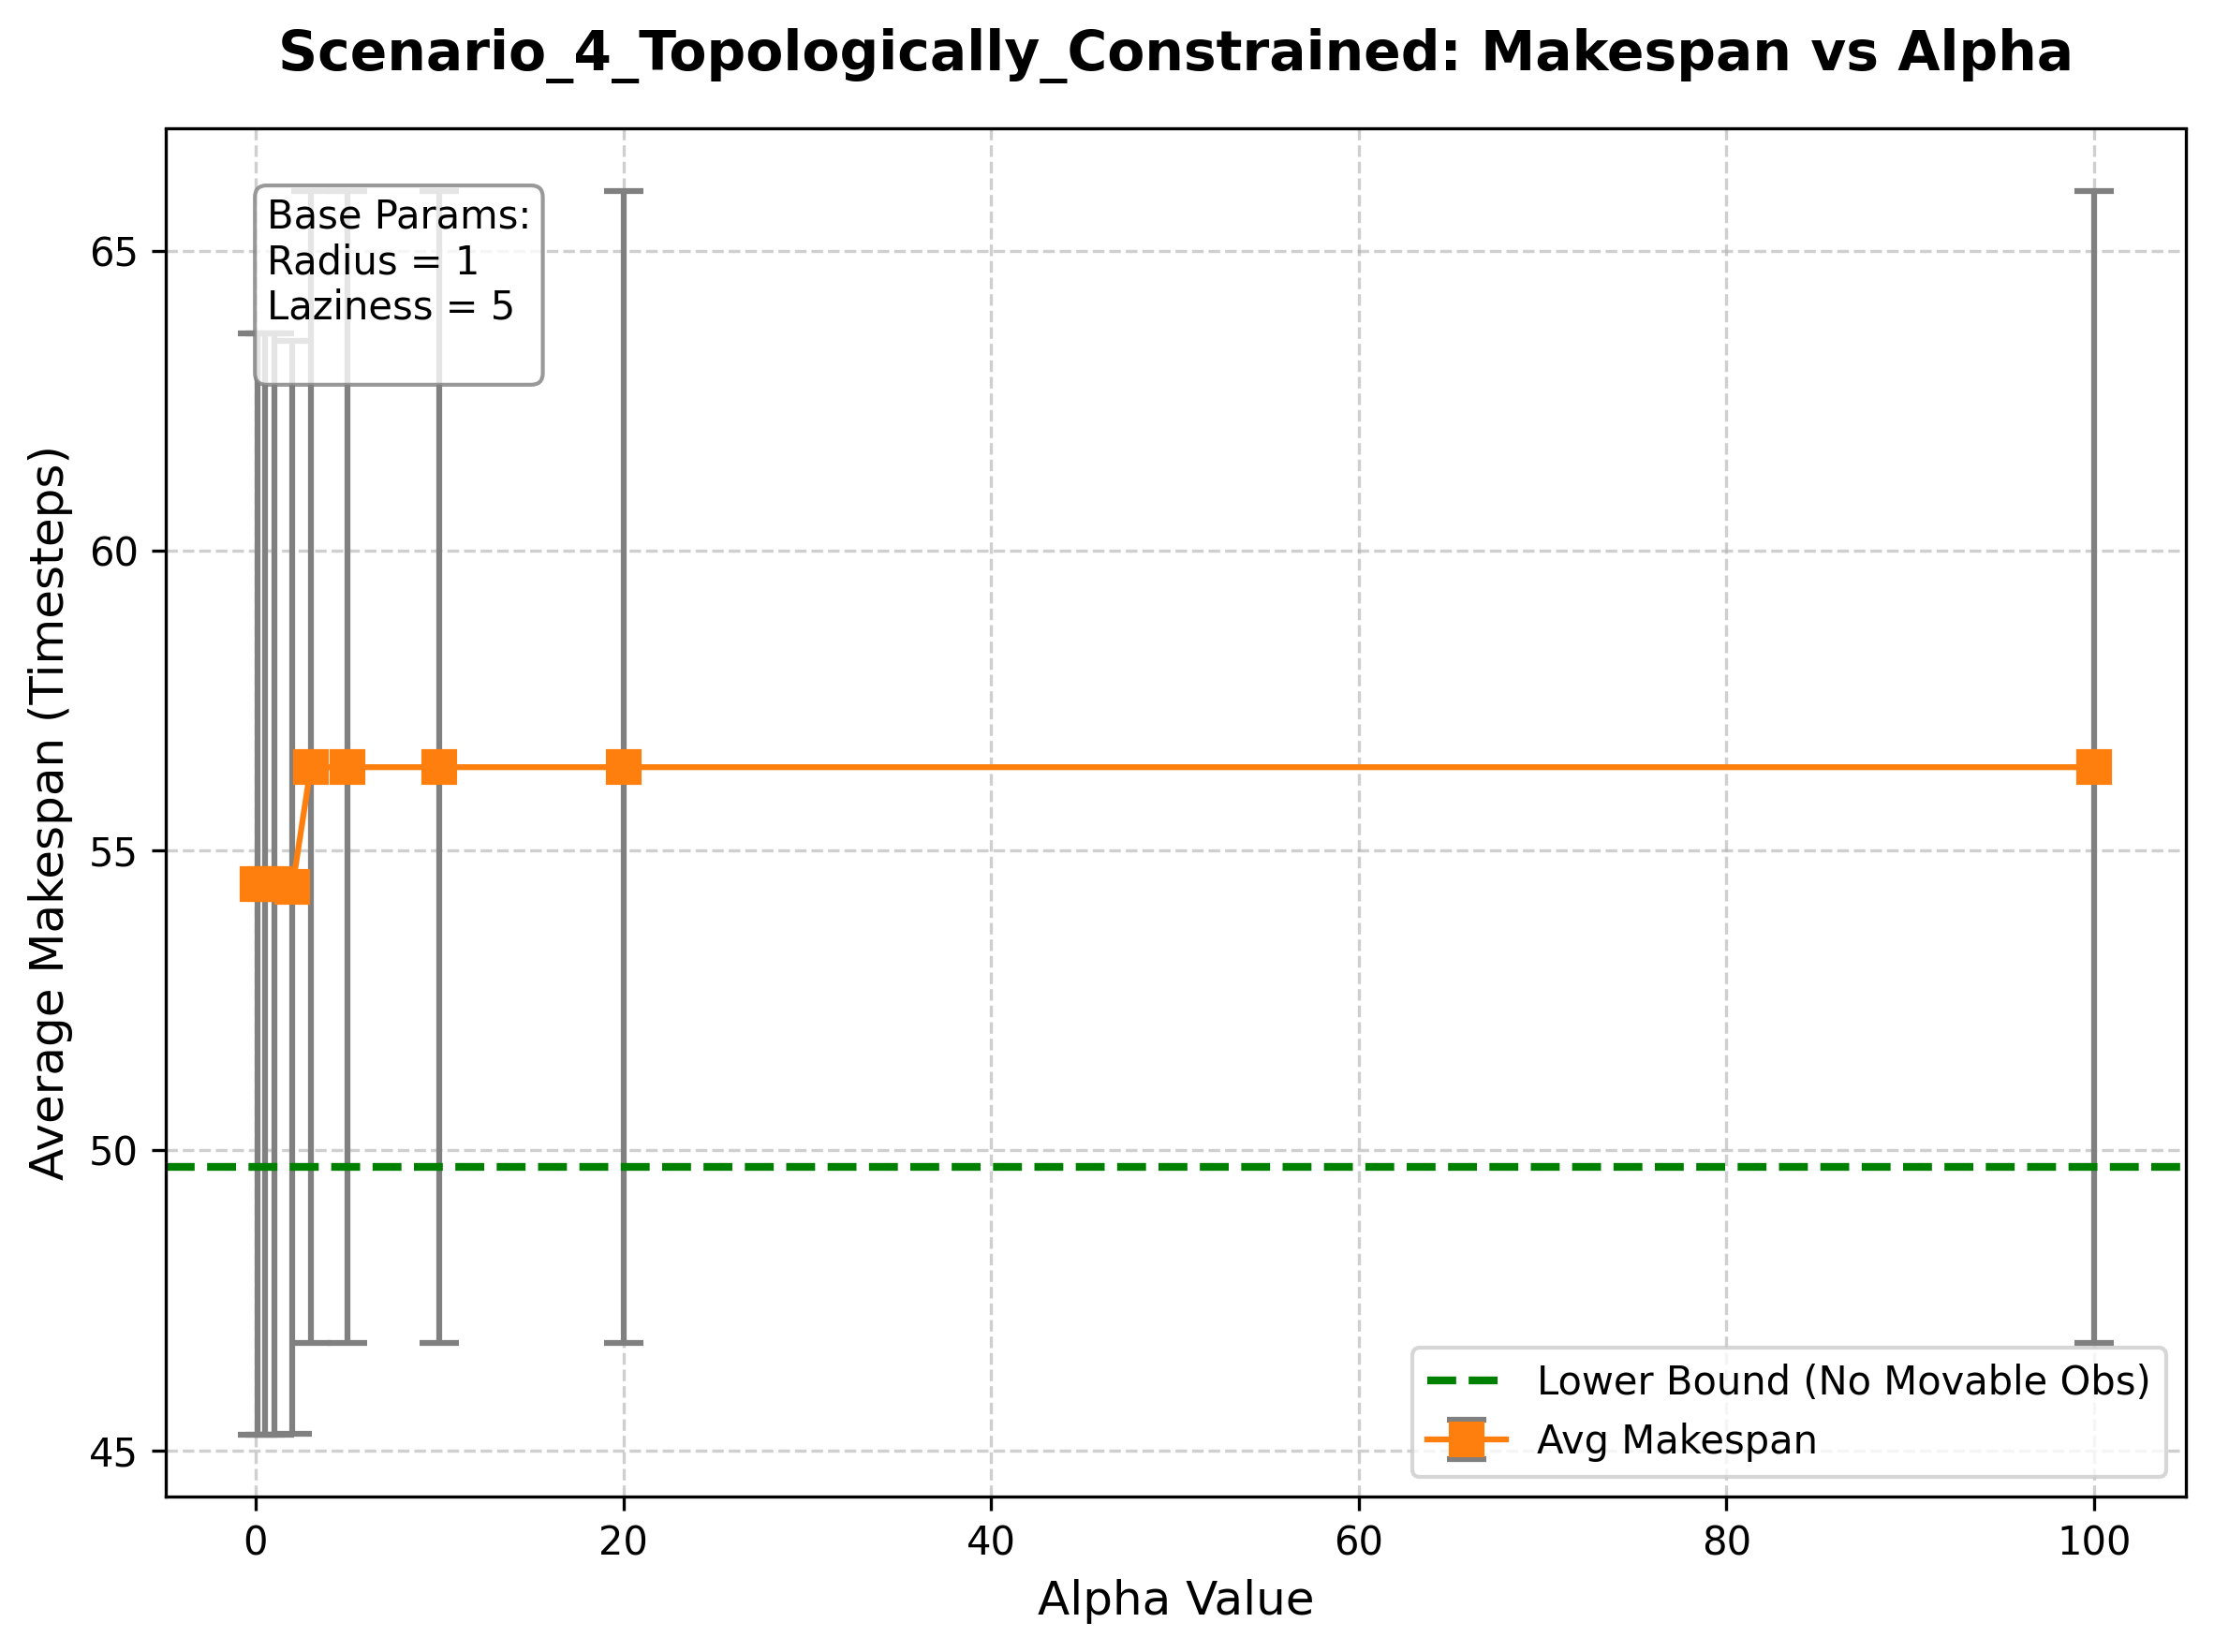 Scenario_4_Topologically_Constrained: Makespan vs Alpha
Base Params:
Radius = 1
Laziness = 5
Average Makespan (Timesteps)
65
60
55
50
45
Lower Bound (No Movable Obs)
Avg Makespan
0 20 40 60 80 100
Alpha Value